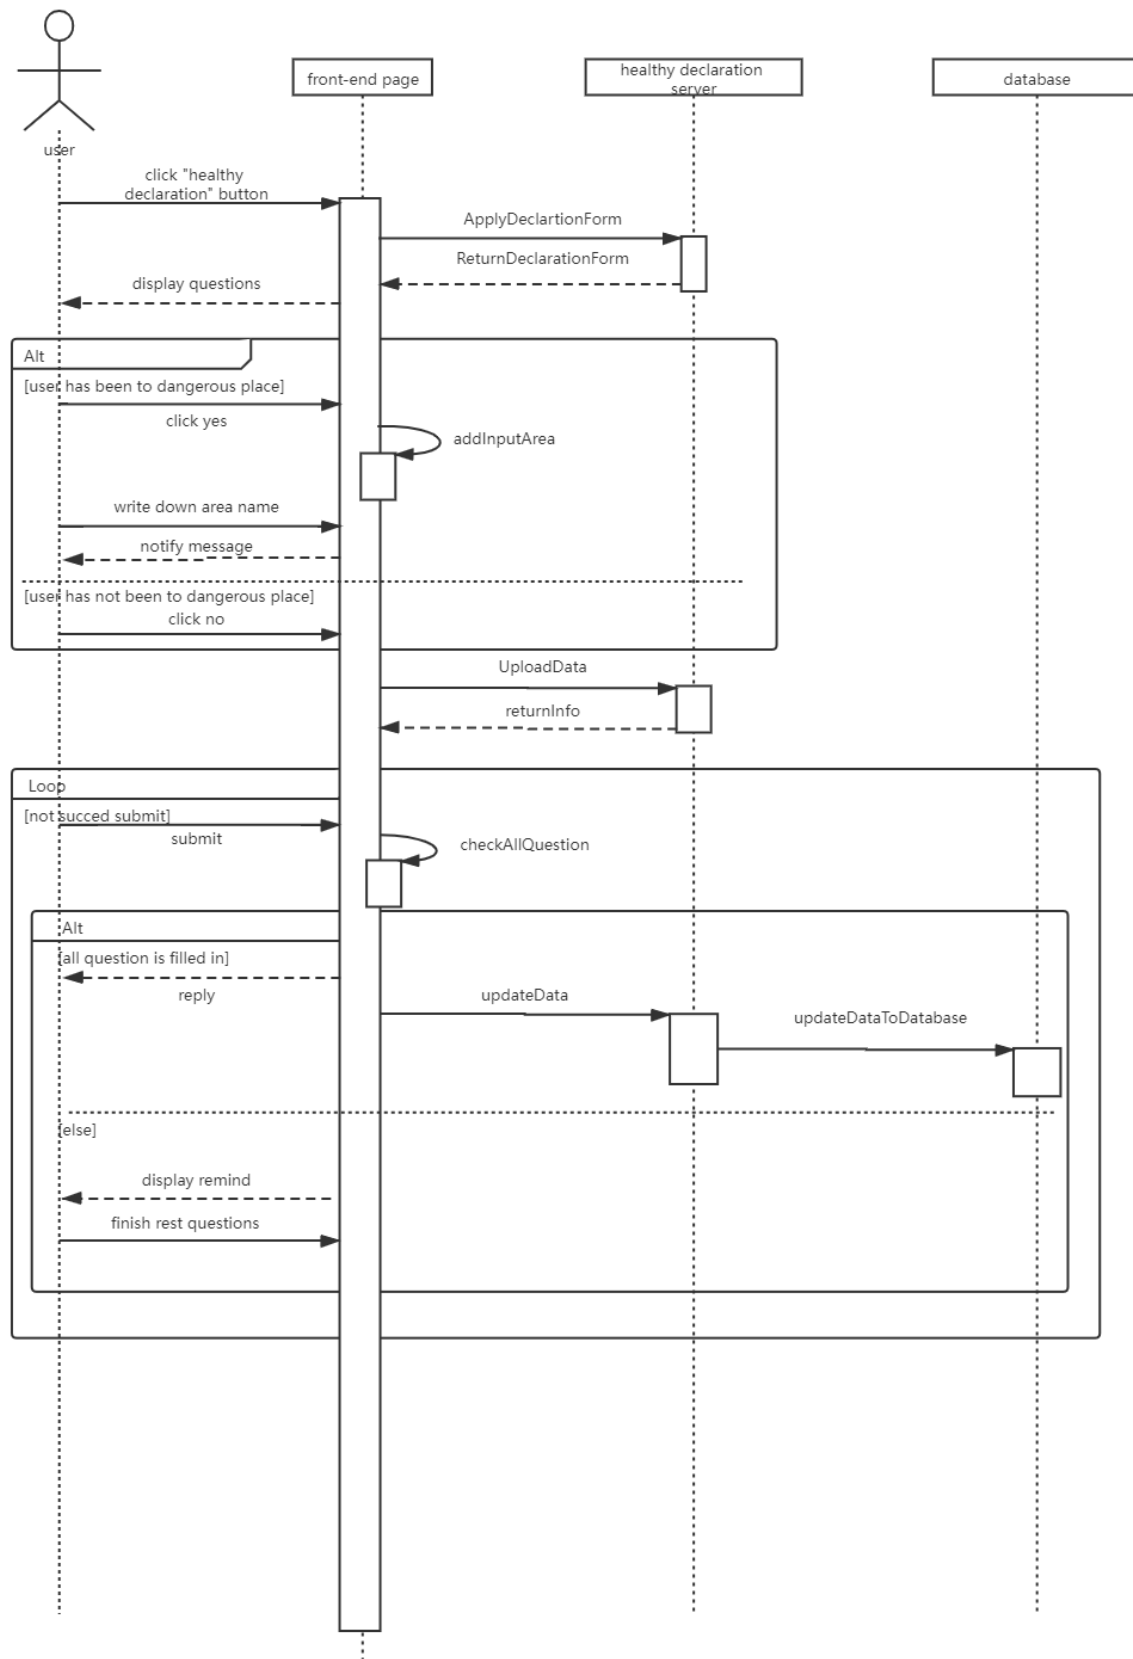 front-end page
healthy declaration
server
database
user
click "healthy
declaration" button
ApplyDeclartionForm
ReturnDeclarationForm
display questions
Alt
[user has been to dangerous place]
click yes
addInputArea
write down area name
notify message
[user has not been to dangerous place]
click no
UploadData
returnInfo
Loop
[not succed submit]
submit
checkAllQuestion
Alt
[all question is filled in]
reply
updateData
updateDataToDatabase
[else]
display remind
finish rest questions